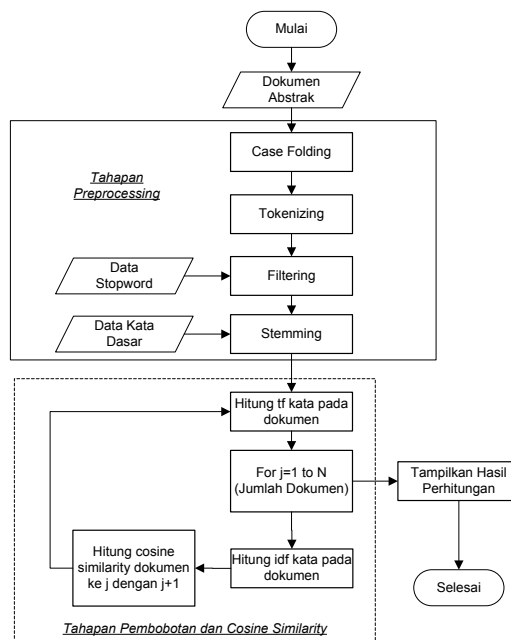 Mulai
Dokumen
Abstrak
Tahapan
Preprocessing
Case Folding
Tokenizing
Data
Stopword
Filtering
Data Kata
Dasar
Stemming
Hitung tf kata pada
dokumen
For j=1 to N
(Jumlah Dokumen)
Tampilkan Hasil
Perhitungan
Hitung cosine
similarity dokumen
ke j dengan j+1
Hitung idf kata pada
dokumen
Selesai
Tahapan Pembobotan dan Cosine Similarity